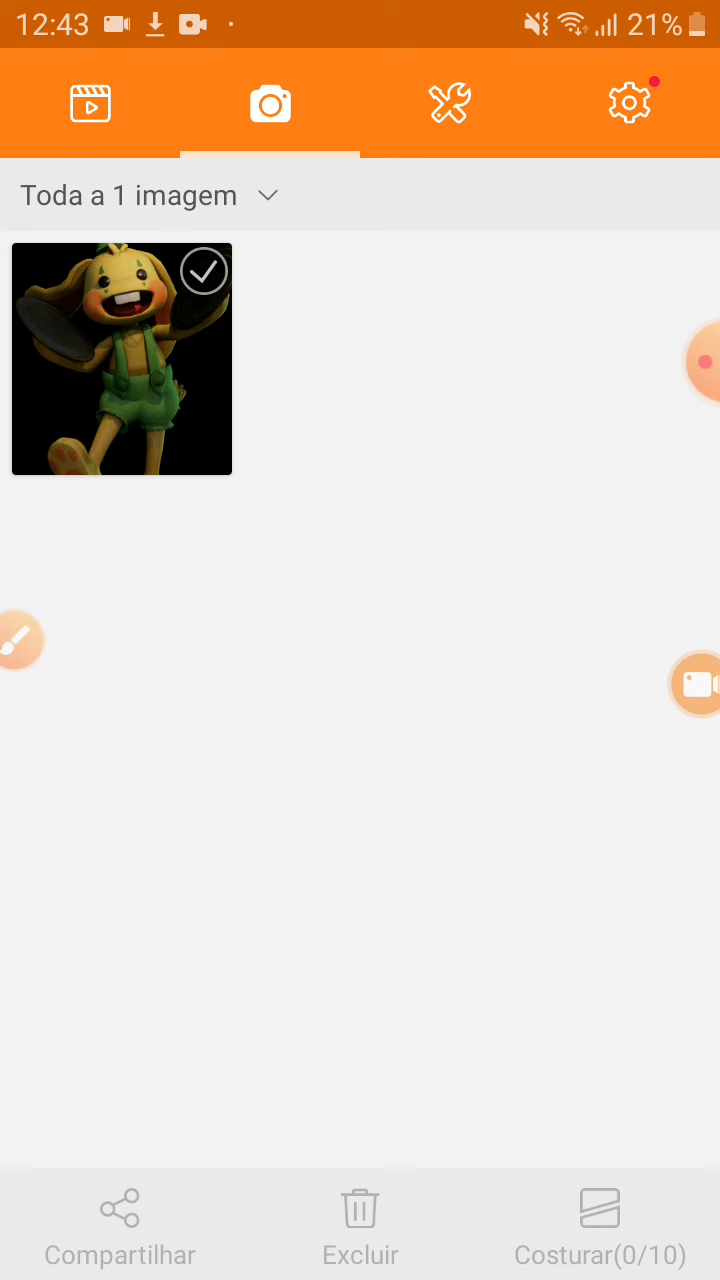 12:43
21%
Toda a 1 imagem
Compartilhar
Excluir
Costurar(0/10)